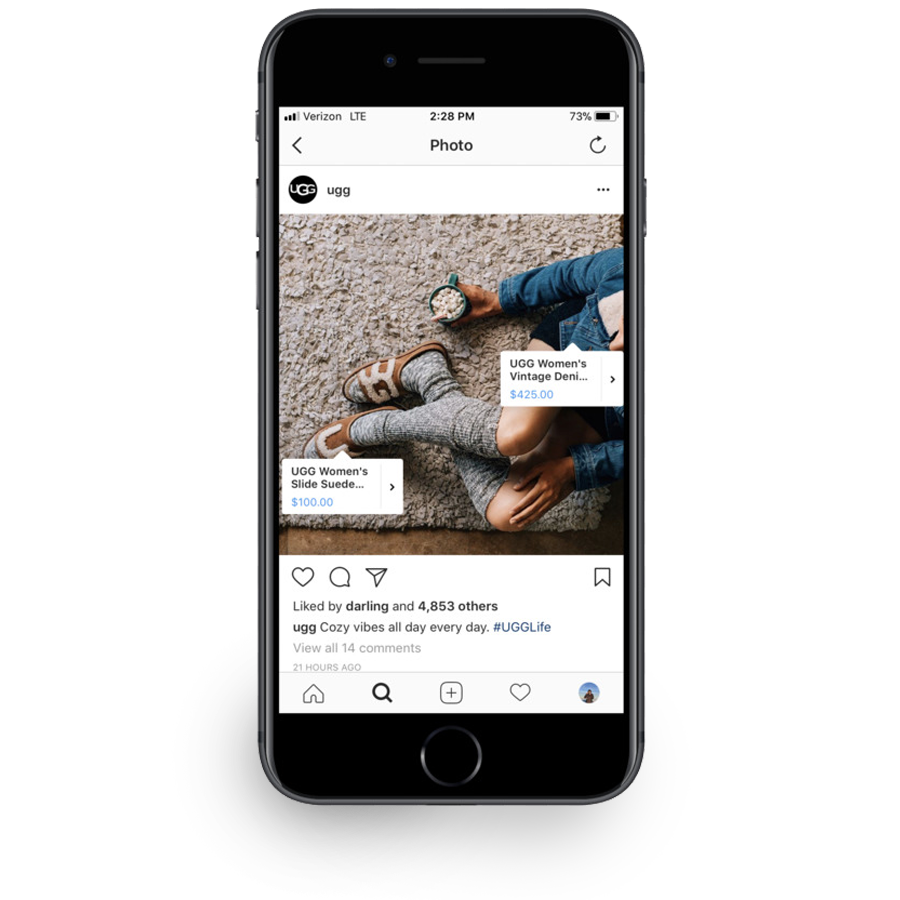 Verizon LTE 2:28 PM 73%
Photo
UGG ugg
UGG Women's
Vintage Deni...
$425.00
UG
UGG Women's
Slide Suede...
$100.00
Liked by darling and 4,853 others
ugg Cozy vibes all day every day. #UGGLife
View all 14 comments
21 HOURS AGO